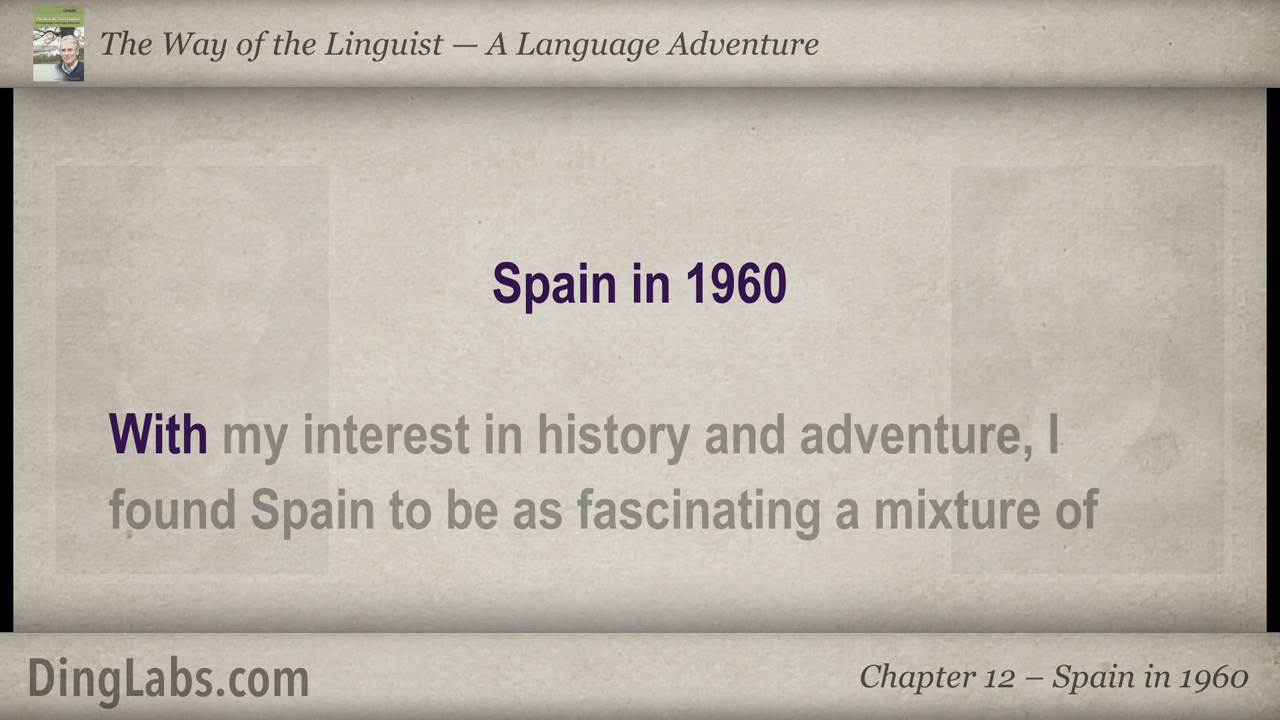 The Way of the Linguist — A Language Adventure
Spain in 1960
With my interest in history and adventure, I
found Spain to be as fascinating a mixture of
DingLabs.com
Chapter 12 – Spain in 1960